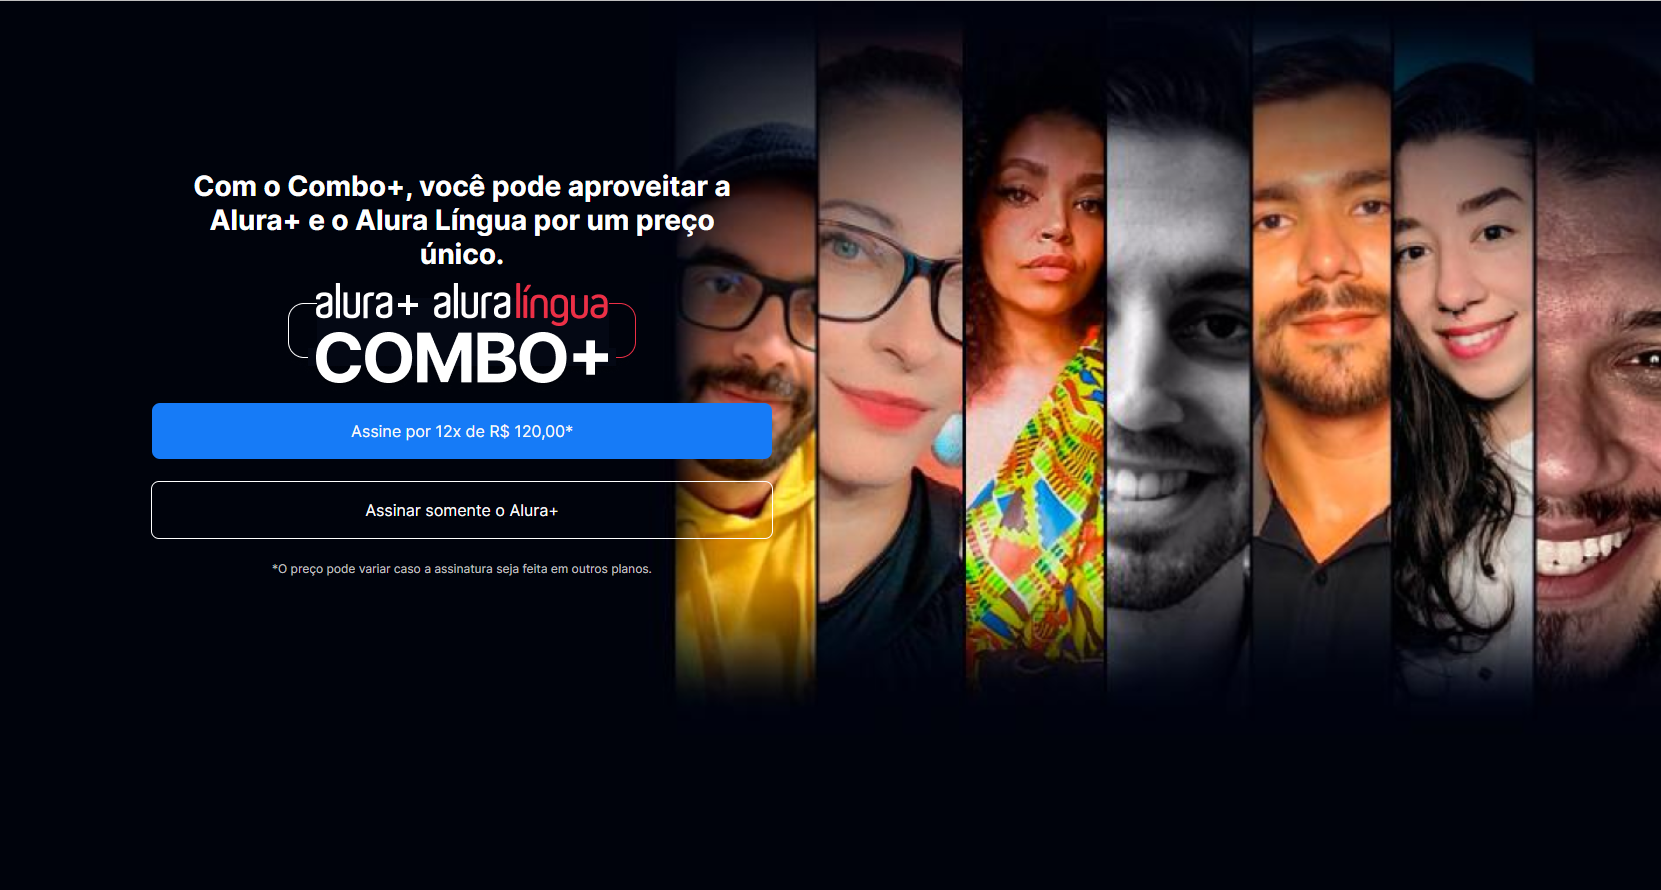 Com o Combo+, você pode aproveitar a
Alura+ e o Alura Língua por um preço
único.
alura+ aluralíngua
COMBO+
Assine por 12x de R$ 120,00*
Assinar somente o Alura+
*O preço pode variar caso a assinatura seja feita em outros planos.